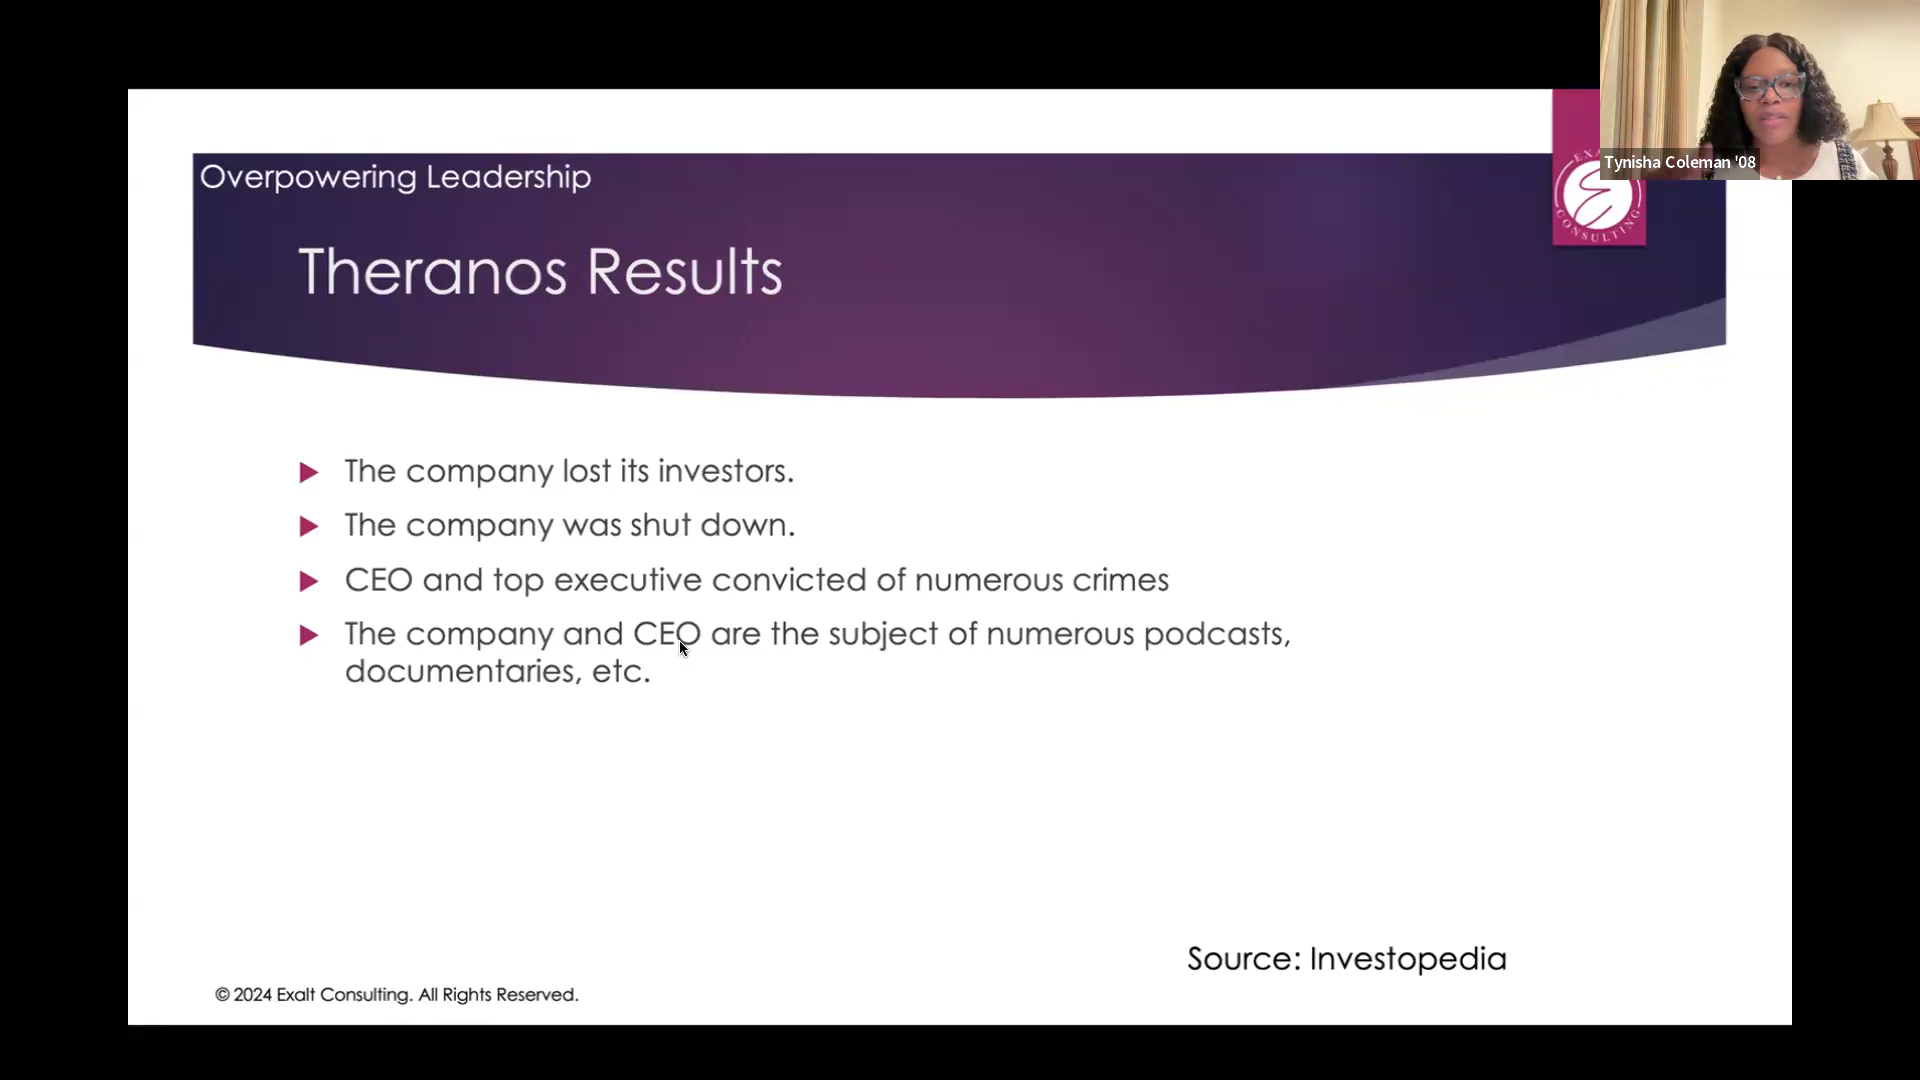 Overpowering Leadership
Theranos Results
Tynisha Coleman '08
CONSULTING
The company lost its investors.
The company was shut down.
CEO and top executive convicted of numerous crimes
The company and CEO are the subject of numerous podcasts,
documentaries, etc.
Source: Investopedia
© 2024 Exalt Consulting. All Rights Reserved.